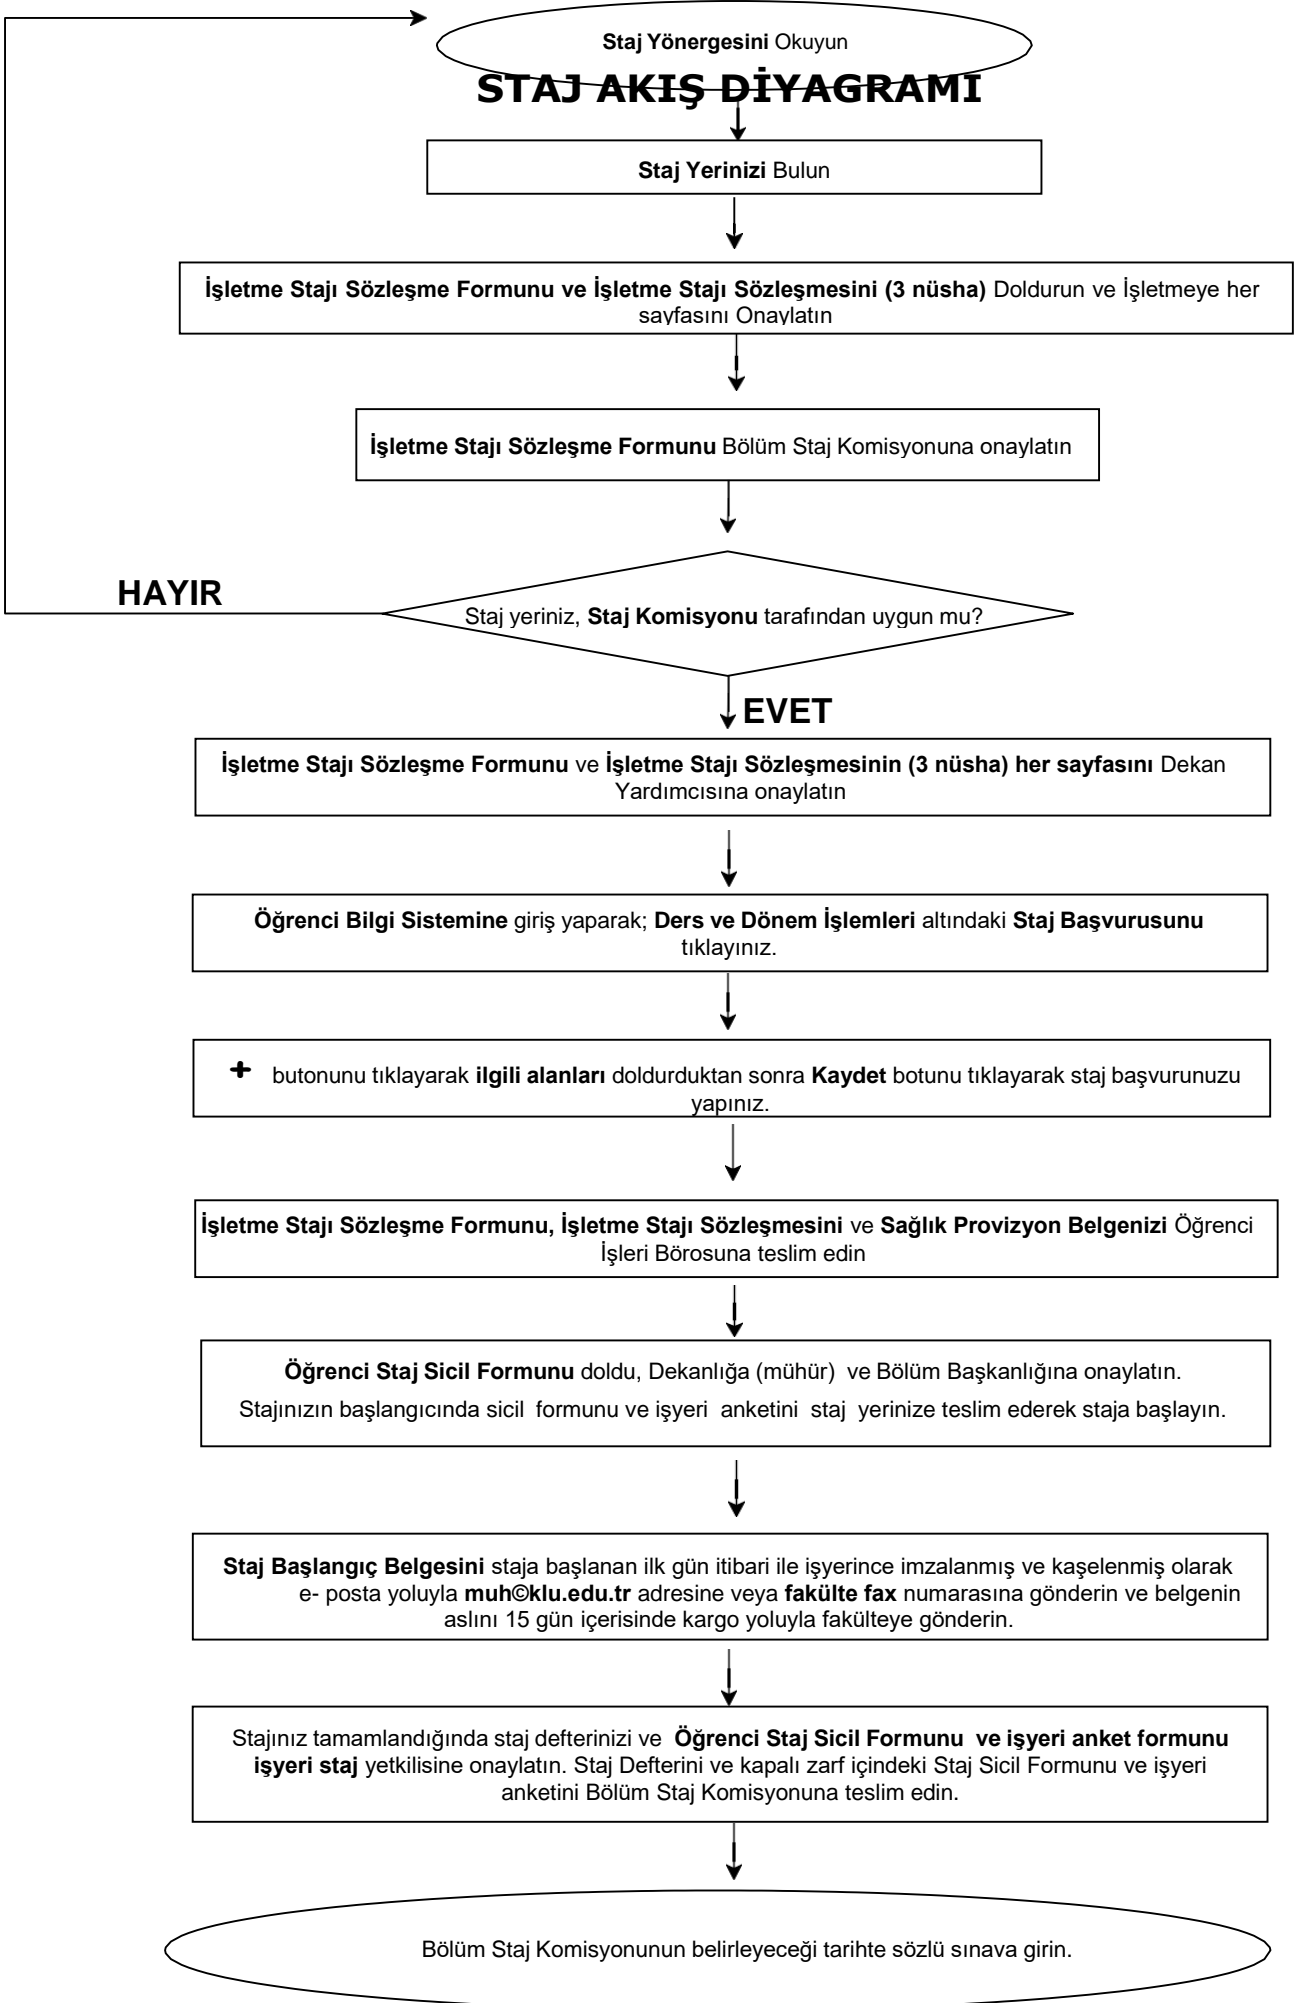 Staj Yönergesini Okuyun
STAJ AKIŞ DİYAGRAMI
Staj Yerinizi Bulun
İşletme Stajı Sözleşme Formunu ve İşletme Stajı Sözleşmesini (3 nüsha) Doldurun ve İşletmeye her
sayfasını Onaylatın
İşletme Stajı Sözleşme Formunu Bölüm Staj Komisyonuna onaylatın
HAYIR
Staj yeriniz, Staj Komisyonu tarafından uygun mu?
EVET
İşletme Stajı Sözleşme Formunu ve İşletme Stajı Sözleşmesinin (3 nüsha) her sayfasını Dekan
Yardımcısına onaylatın
Öğrenci Bilgi Sistemine giriş yaparak; Ders ve Dönem İşlemleri altındaki Staj Başvurusunu
tıklayınız.
+ butonunu tıklayarak ilgili alanları doldurduktan sonra Kaydet botunu tıklayarak staj başvurunuzu
yapınız.
İşletme Stajı Sözleşme Formunu, İşletme Stajı Sözleşmesini ve Sağlık Provizyon Belgenizi Öğrenci
İşleri Börosuna teslim edin
Öğrenci Staj Sicil Formunu doldu, Dekanlığa (mühür) ve Bölüm Başkanlığına onaylatın.
Stajınızın başlangıcında sicil formunu ve işyeri anketini staj yerinize teslim ederek staja başlayın.
Staj Başlangıç Belgesini staja başlanan ilk gün itibari ile işyerince imzalanmış ve kaşelenmiş olarak
e- posta yoluyla muh©klu.edu.tr adresine veya fakülte fax numarasına gönderin ve belgenin
aslını 15 gün içerisinde kargo yoluyla fakülteye gönderin.
Stajınız tamamlandığında staj defterinizi ve Öğrenci Staj Sicil Formunu ve işyeri anket formunu
işyeri staj yetkilisine onaylatın. Staj Defterini ve kapalı zarf içindeki Staj Sicil Formunu ve işyeri
anketini Bölüm Staj Komisyonuna teslim edin.
Bölüm Staj Komisyonunun belirleyeceği tarihte sözlü sınava girin.